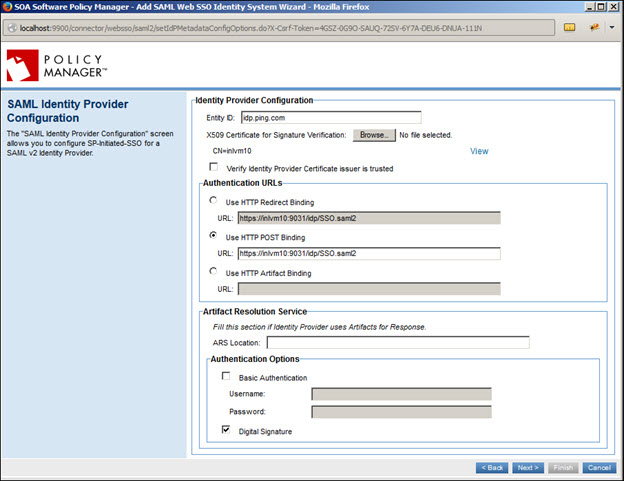 SOA Software Policy Manager - Add SAML Web SSO Identity System Wizard - Mozilla Firefox
localhost:9900/connector/websso/saml2/setIdPMetadataConfigOptions.do?X-Csrf-Token=4GSZ-0G9O-SAUQ-72SV-6Y7A-DEU6-DNUA-111N
POLICY
MANAGER™
SAML Identity Provider
Configuration
The "SAML Identity Provider
Configuration" screen
allows you to configure SP-Initiated-SSO for a
SAML v2 Identity Provider.
Identity Provider Configuration
Entity ID: idp.ping.com
X509 Certificate for Signature Verification: Browse... No file selected.
CN=inlvm10 View
Verify Identity Provider Certificate issuer is trusted
Authentication URLs
Use HTTP Redirect Binding
URL: https://inlvm10:9031/idp/SSO.saml2
Use HTTP POST Binding
URL: https://inlvm10:9031/idp/SSO.saml2
Use HTTP Artifact Binding
URL:
Artifact Resolution Service
Fill this section if Identity Provider uses Artifacts for Response.
ARS Location:
Authentication Options
Basic Authentication
Username:
Password:
Digital Signature
< Back Next > Finish Cancel